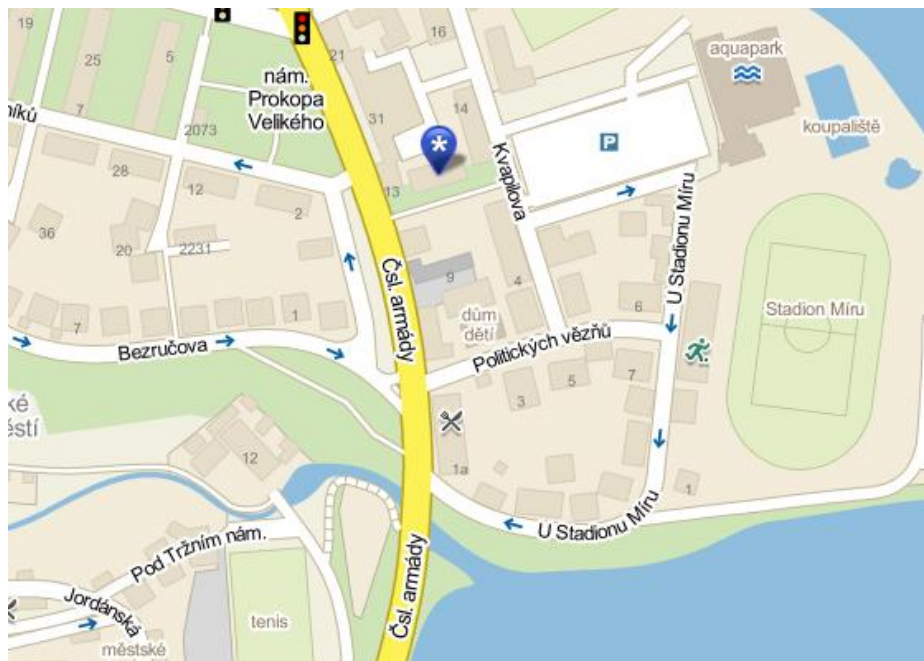 21
16
aquapark
25
5
nám.
Prokopa
Velikého
7
14
níků
2073
31
koupaliště
P
Kvapilova
28
12
13
2
36
20
2231
U Stadionu Míru
Čsl. armády
9
4
dům
dětí
6
Stadion Míru
7
1
Bezručova
Politických vězňů
7
5
3
ké
ěstí
12
1a
1
U Stadionu Míru
Pod Tržním nám.
Čsl. armády
Jordánská
tenis
městské